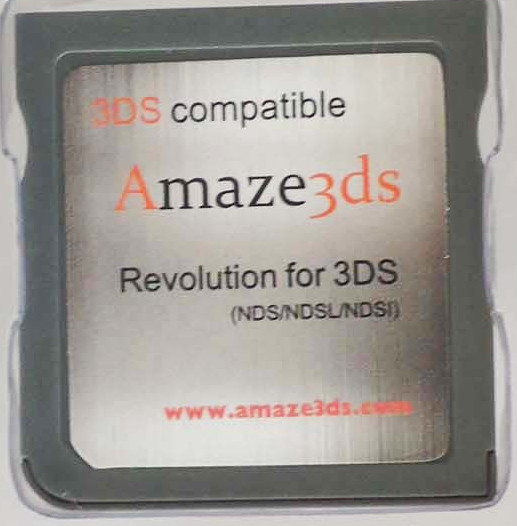 3DS compatible
Amaze3ds
Revolution for 3DS
(NDS/NDSL/NDSI)
www.amaze3ds.com